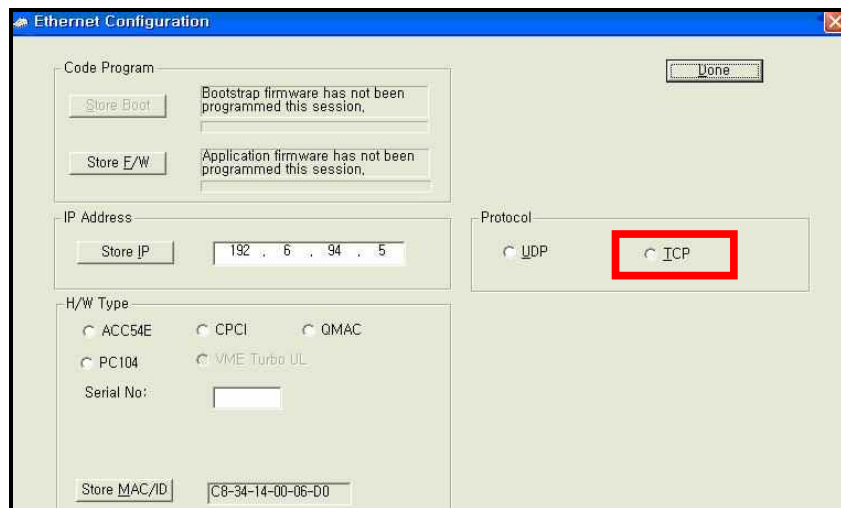 Ethernet Configuration
Code Program
Done
Store Boot
Bootstrap firmware has not been
programmed this session,
Store F/W
Application firmware has not been
programmed this session,
IP Address
Store IP
192 . 6 . 94 . 5
Protocol
UDP
TCP
H/W Type
ACC54E
CPCI
QMAC
PC104
VME Turbo UL
Serial No:
Store MAC/ID
C8-34-14-00-06-D0